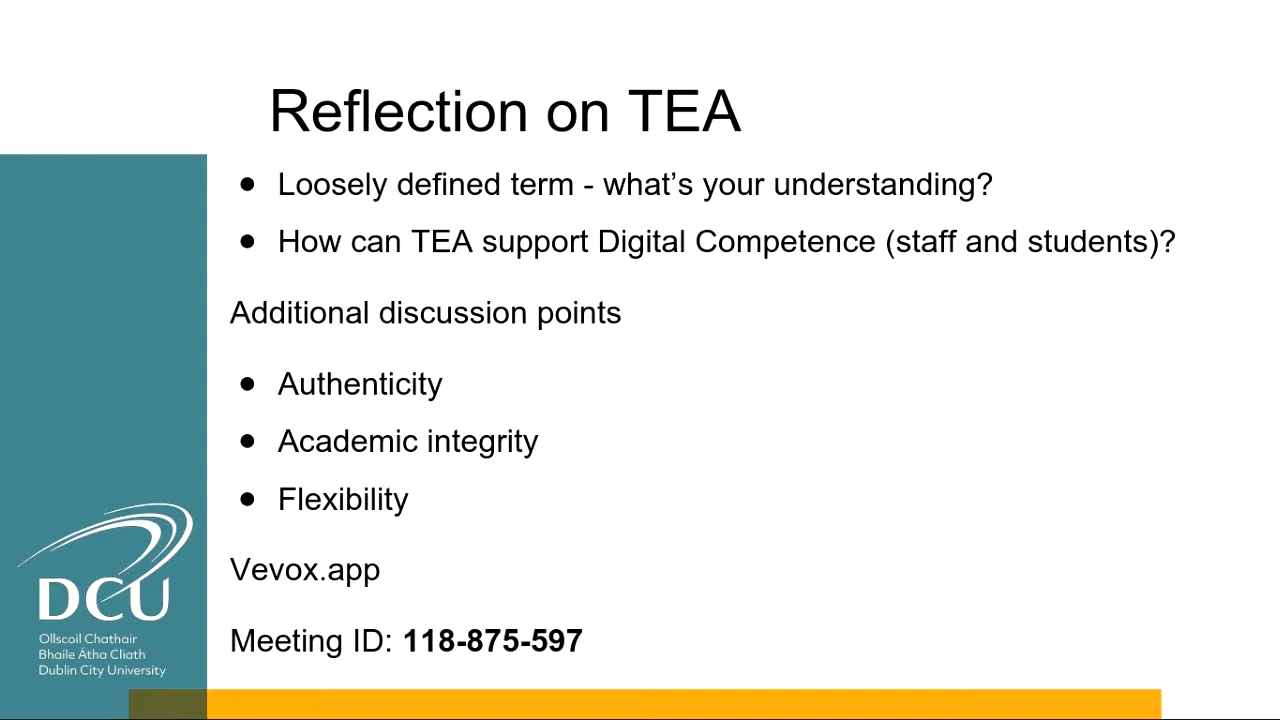 Reflection on TEA
● Loosely defined term - what’s your understanding?
● How can TEA support Digital Competence (staff and students)?
Additional discussion points
● Authenticity
● Academic integrity
● Flexibility
Vevox.app
Meeting ID: 118-875-597
DCU
Ollscoil Chathair
Bhaile Átha Cliath
Dublin City University